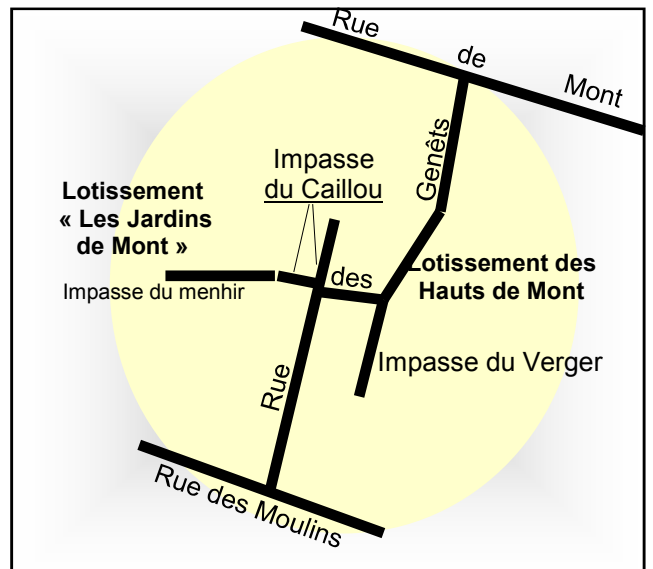 Rue de Mont
Impasse
du Caillou
Genêts
Lotissement
« Les Jardins
de Mont »
Impasse du menhir
des
Lotissement des
Hauts de Mont
Impasse du Verger
Rue
Rue des Moulins